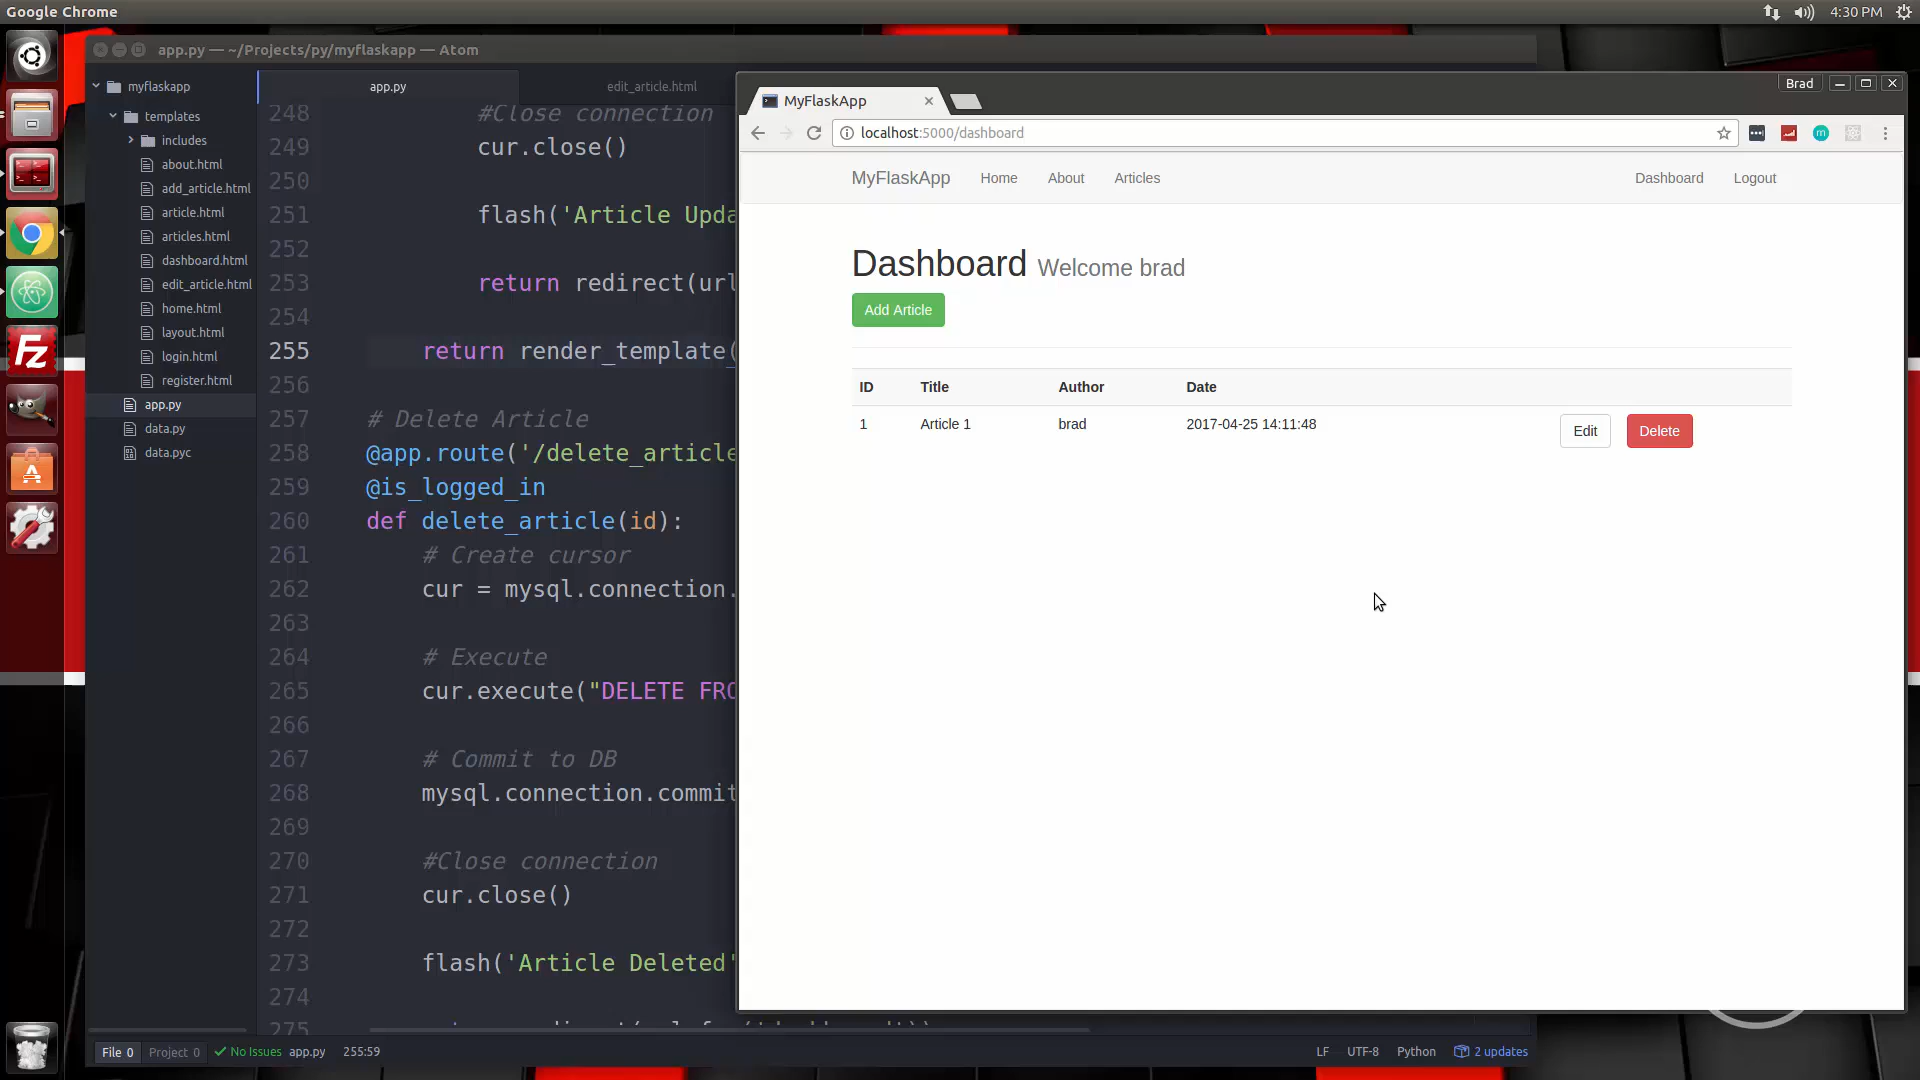 Google Chrome
4:30 PM
app.py — ~/Projects/py/myflaskapp — Atom
myflaskapp
templates
includes
about.html
add_article.html
article.html
articles.html
dashboard.html
edit_article.html
home.html
layout.html
login.html
register.html
app.py
data.py
data.pyc
app.py
edit_article.html
248 #Close connection
249 cur.close()
250
251 flash('Article Upda
252
253 return redirect(url
254
255 return render_template(
256
257 # Delete Article
258 @app.route('/delete_article
259 @is_logged_in
260 def delete_article(id):
261 # Create cursor
262 cur = mysql.connection.
263
264 # Execute
265 cur.execute("DELETE FRO
266
267 # Commit to DB
268 mysql.connection.commit
269
270 #Close connection
271 cur.close()
272
273 flash('Article Deleted'
274
275
File 0 Project 0 No Issues app.py 255:59
LF UTF-8 Python 2 updates
Brad
MyFlaskApp
localhost:5000/dashboard
MyFlaskApp Home About Articles Dashboard Logout
Dashboard Welcome brad
Add Article
ID Title Author Date
1 Article 1 brad 2017-04-25 14:11:48 Edit Delete